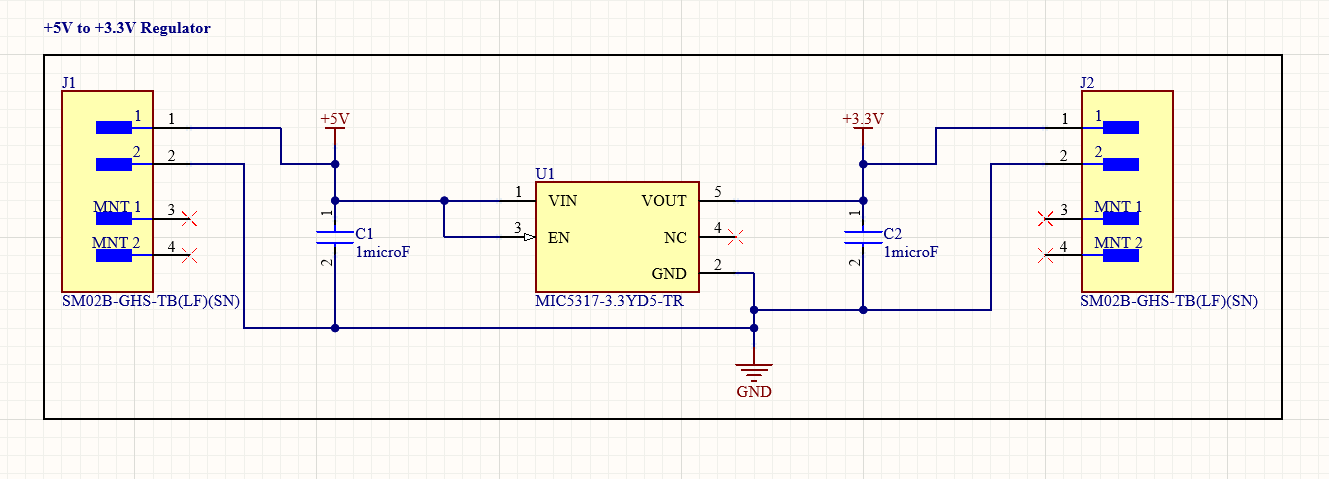 +5V to +3.3V Regulator
J1
1 1
2 2
MNT 1 3
MNT 2 4
SM02B-GHS-TB(LF)(SN)
+5V
1
C1
1microF
2
U1
1 VIN VOUT 5
3 EN NC 4
GND 2
MIC5317-3.3YD5-TR
GND
+3.3V
1
C2
1microF
2
J2
1 1
2 2
3 MNT 1
4 MNT 2
SM02B-GHS-TB(LF)(SN)